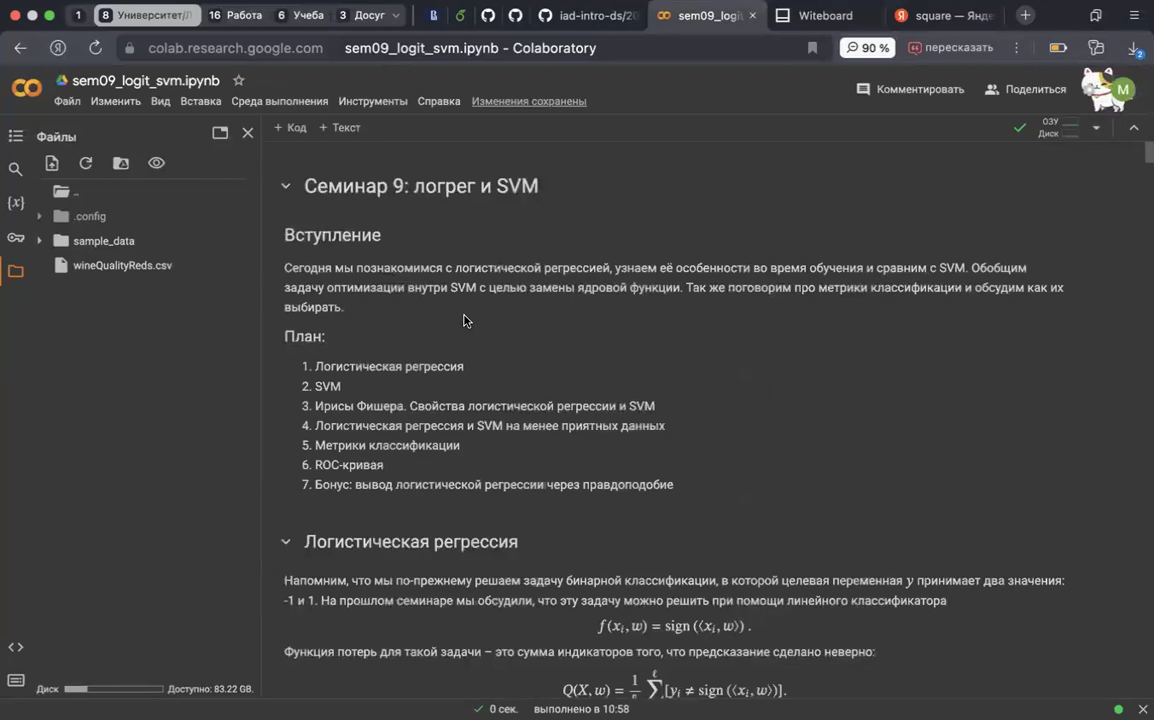 1
8 Университет/Л
16 Работа
6 Учеба
3 Досуг
iad-intro-ds/20
sem09_logit
Witeboard
square — Янде
colab.research.google.com
sem09_logit_svm.ipynb - Colaboratory
90 %
пересказать
2
sem09_logit_svm.ipynb
Файл Изменить Вид Вставка Среда выполнения Инструменты Справка Изменения сохранены
Комментировать
Поделиться
M
Файлы
+ Код + Текст
ОЗУ
Диск
..
.config
sample_data
wineQualityReds.csv
{x}
Семинар 9: логрег и SVM
Вступление
Сегодня мы познакомимся с логистической регрессией, узнаем её особенности во время обучения и сравним с SVM. Обобщим
задачу оптимизации внутри SVM с целью замены ядровой функции. Так же поговорим про метрики классификации и обсудим как их
выбирать.
План:
1. Логистическая регрессия
2. SVM
3. Ирисы Фишера. Свойства логистической регрессии и SVM
4. Логистическая регрессия и SVM на менее приятных данных
5. Метрики классификации
6. ROC-кривая
7. Бонус: вывод логистической регрессии через правдоподобие
Логистическая регрессия
Напомним, что мы по-прежнему решаем задачу бинарной классификации, в которой целевая переменная y принимает два значения:
-1 и 1. На прошлом семинаре мы обсудили, что эту задачу можно решить при помощи линейного классификатора
f(xᵢ, w) = sign (⟨xᵢ, w⟩) .
Функция потерь для такой задачи – это сумма индикаторов того, что предсказание сделано неверно:
Q(X, w) = 1 ∑ ℓ [yᵢ ≠ sign (⟨xᵢ, w⟩)].
Диск
Доступно: 83.22 GB.
0 сек. выполнено в 10:58